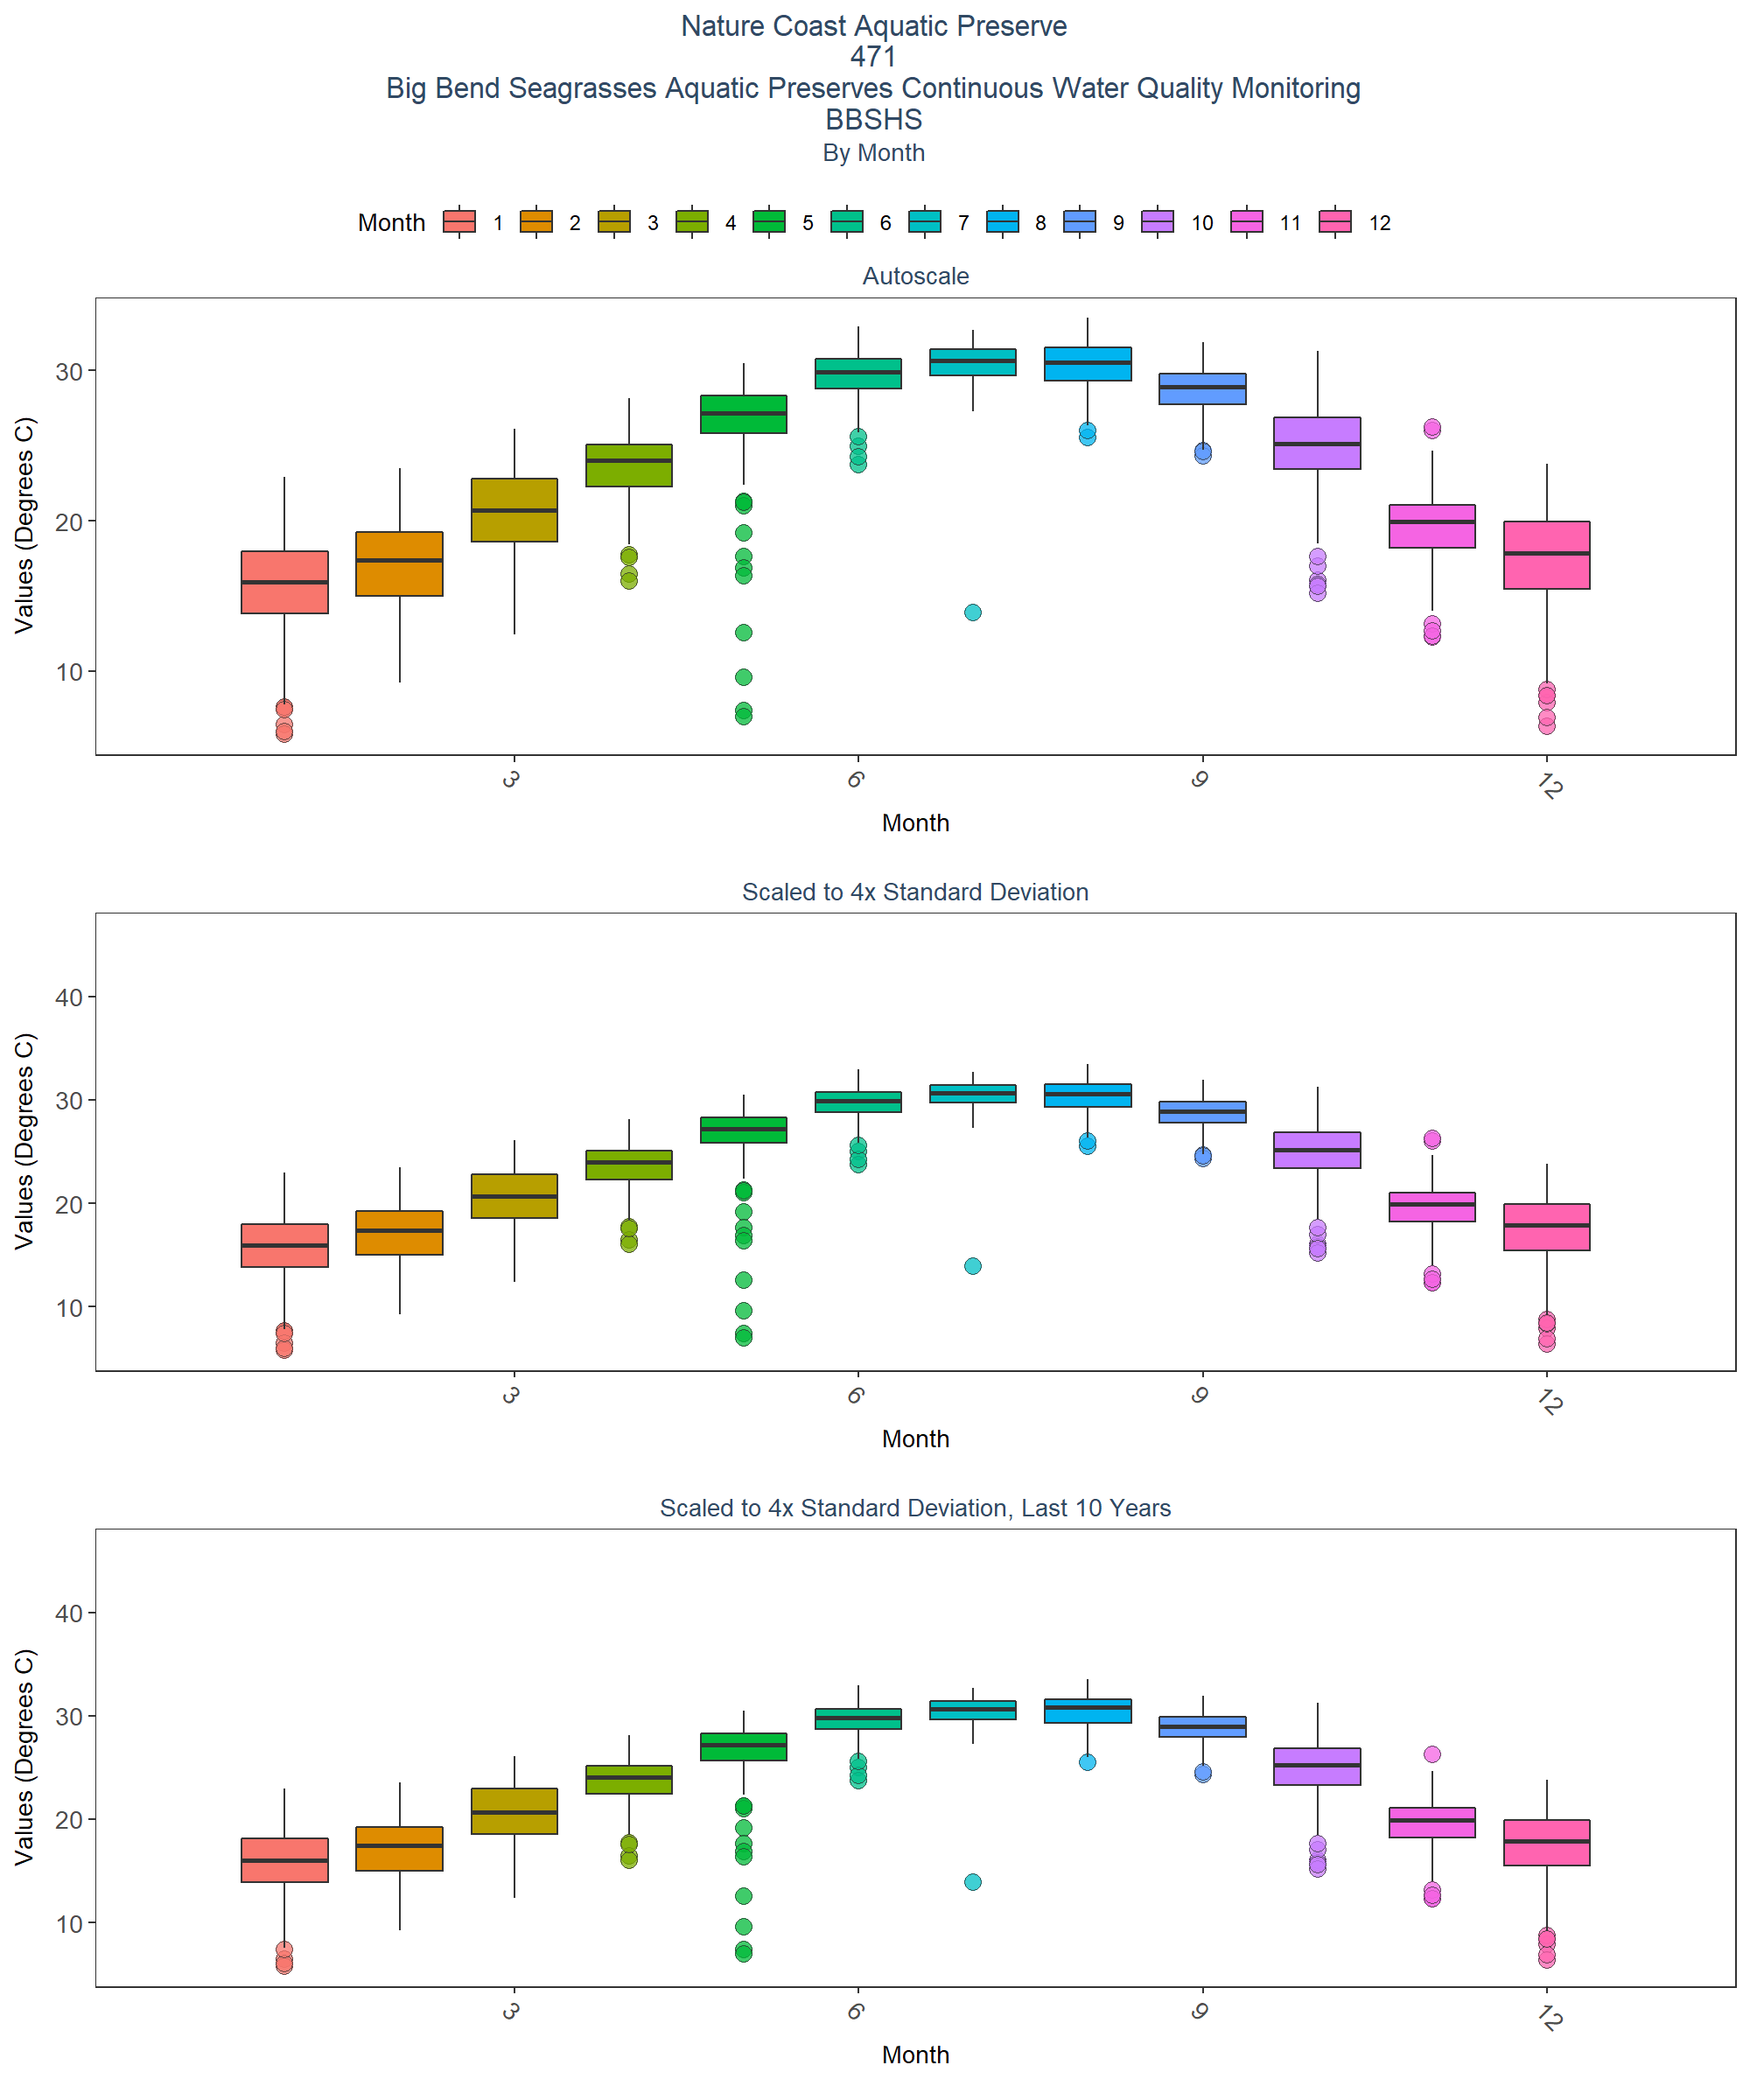 Nature Coast Aquatic Preserve
471
Big Bend Seagrasses Aquatic Preserves Continuous Water Quality Monitoring
BBSHS
By Month
Month 1 2 3 4 5 6 7 8 9 10 11 12
Autoscale
Values (Degrees C)
30
20
10
3 6 9 12
Month
Scaled to 4x Standard Deviation
Values (Degrees C)
40
30
20
10
3 6 9 12
Month
Scaled to 4x Standard Deviation, Last 10 Years
Values (Degrees C)
40
30
20
10
3 6 9 12
Month